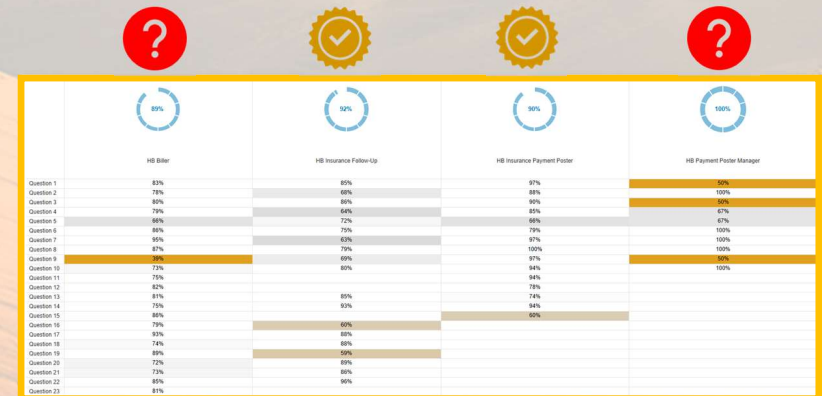 ? ?
89% 92% 90% 100%
HB Biller HB Insurance Follow-Up HB Insurance Payment Poster HB Payment Poster Manager
Question 1 83% 85% 97% 50%
Question 2 78% 68% 88% 100%
Question 3 80% 86% 90% 50%
Question 4 79% 64% 85% 67%
Question 5 66% 72% 66% 67%
Question 6 86% 75% 79% 100%
Question 7 95% 63% 97% 100%
Question 8 87% 79% 100% 100%
Question 9 38% 69% 97% 50%
Question 10 73% 80% 94% 100%
Question 11 75% 94%
Question 12 82% 78%
Question 13 81% 85% 74%
Question 14 75% 93% 94%
Question 15 86% 60%
Question 16 79% 60%
Question 17 93% 88%
Question 18 74% 88%
Question 19 89% 59%
Question 20 72% 89%
Question 21 73% 86%
Question 22 85% 96%
Question 23 81%